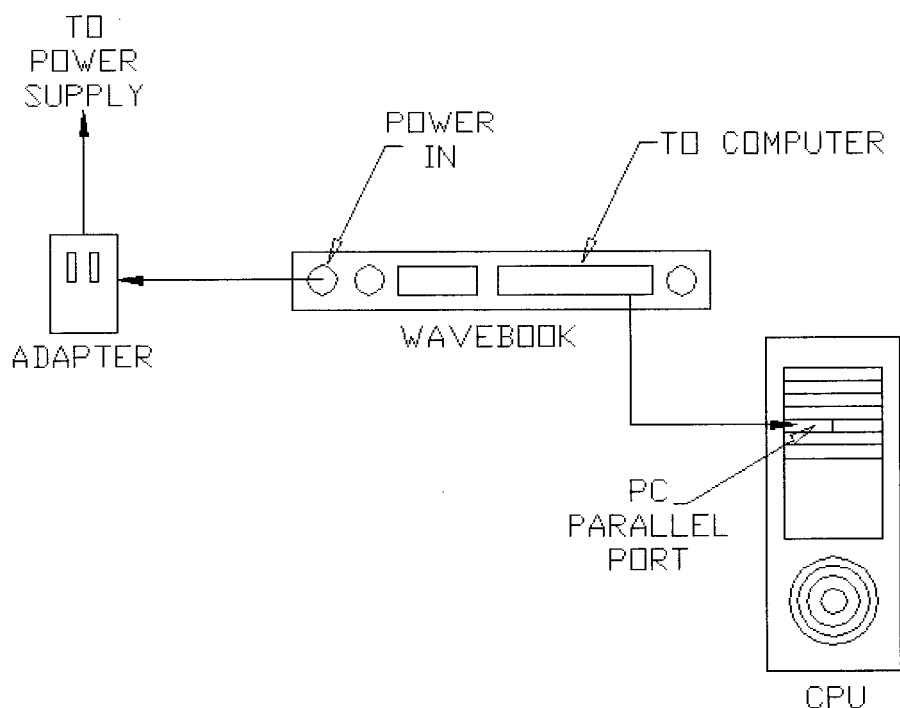 TO
POWER
SUPPLY
POWER
IN
TO COMPUTER
WAVEBOOK
ADAPTER
PC
PARALLEL
PORT
CPU